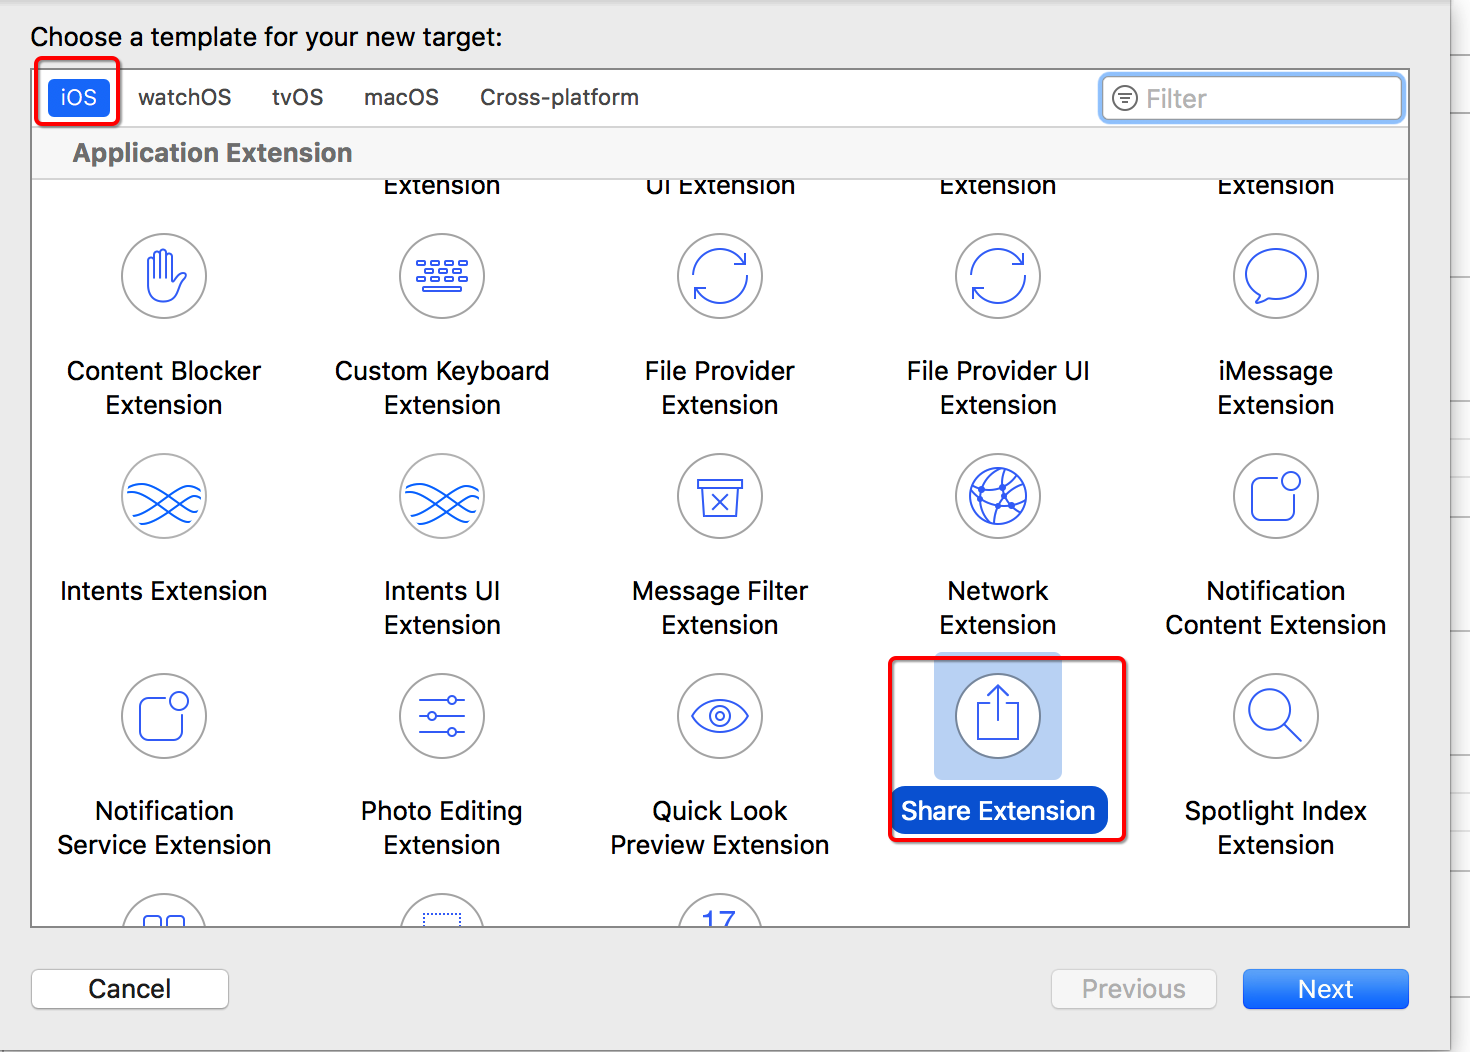 Choose a template for your new target:
iOS watchOS tvOS macOS Cross-platform Filter
Application Extension
Extension UI Extension Extension Extension
Content Blocker Custom Keyboard File Provider File Provider UI iMessage
Extension Extension Extension Extension Extension
Intents Extension Intents UI Message Filter Network Notification
Extension Extension Extension Content Extension
Notification Photo Editing Quick Look Share Extension Spotlight Index
Service Extension Extension Preview Extension Extension
17
Cancel Previous Next